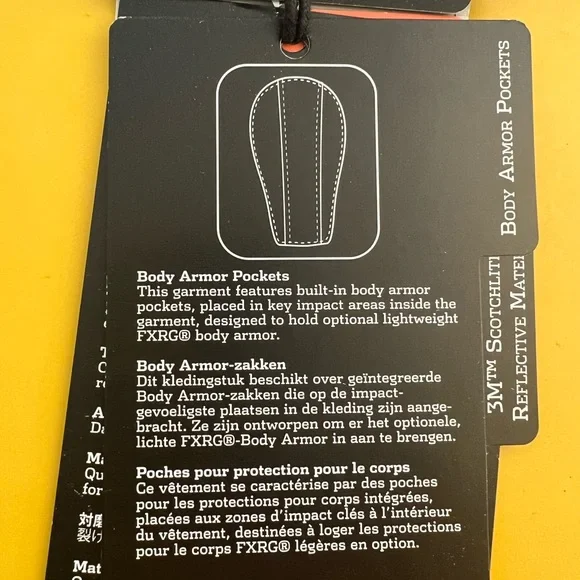 Body Armor Pockets
This garment features built-in body armor
pockets, placed in key impact areas inside the
garment, designed to hold optional lightweight
FXRG® body armor.
Body Armor-zakken
Dit kledingstuk beschikt over geïntegreerde
Body Armor-zakken die op de impact-
gevoeligste plaatsen in de kleding zijn aange-
bracht. Ze zijn ontworpen om er het optionele,
lichte FXRG®-Body Armor in aan te brengen.
Poches pour protection pour le corps
Ce vêtement se caractérise par des poches
pour les protections pour corps intégrées,
placées aux zones d'impact clés à l'intérieur
du vêtement, destinées à loger les protections
pour le corps FXRG® légères en option.
Body Armor Pockets
3M™ Scotchlit
Reflective Mate